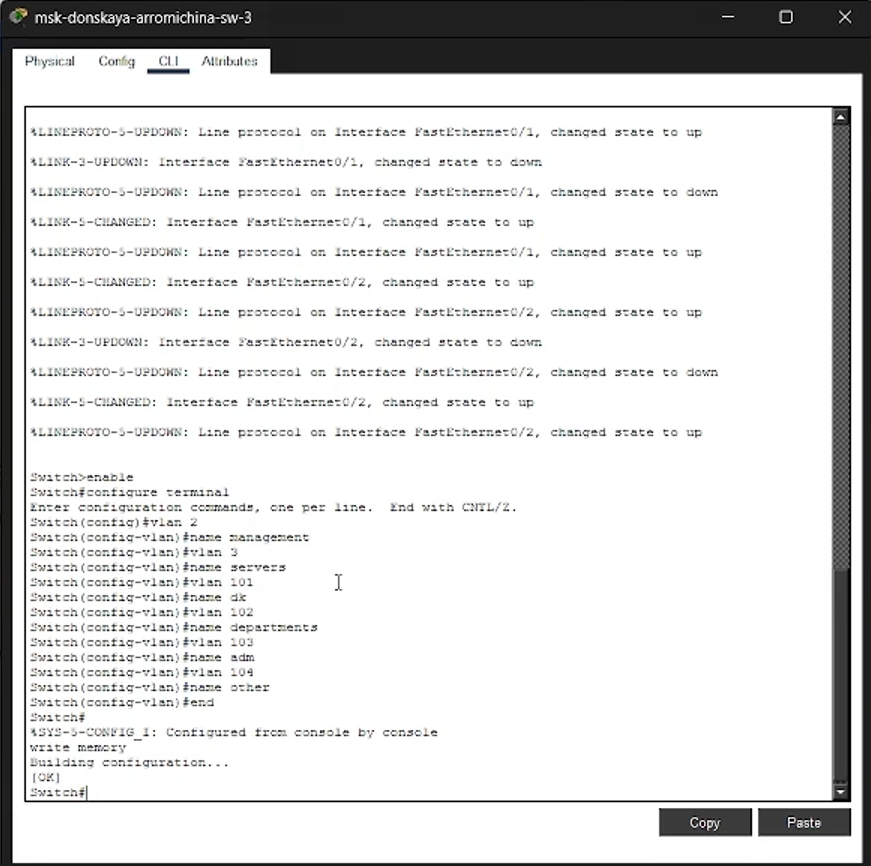 msk-donskaya-arromichina-sw-3
Physical Config CLI Attributes
%LINEPROTO-5-UPDOWN: Line protocol on Interface FastEthernet0/1, changed state to up
%LINK-3-UPDOWN: Interface FastEthernet0/1, changed state to down
%LINEPROTO-5-UPDOWN: Line protocol on Interface FastEthernet0/1, changed state to down
%LINK-5-CHANGED: Interface FastEthernet0/1, changed state to up
%LINEPROTO-5-UPDOWN: Line protocol on Interface FastEthernet0/1, changed state to up
%LINK-5-CHANGED: Interface FastEthernet0/2, changed state to up
%LINEPROTO-5-UPDOWN: Line protocol on Interface FastEthernet0/2, changed state to up
%LINK-3-UPDOWN: Interface FastEthernet0/2, changed state to down
%LINEPROTO-5-UPDOWN: Line protocol on Interface FastEthernet0/2, changed state to down
%LINK-5-CHANGED: Interface FastEthernet0/2, changed state to up
%LINEPROTO-5-UPDOWN: Line protocol on Interface FastEthernet0/2, changed state to up
Switch>enable
Switch#configure terminal
Enter configuration commands, one per line.  End with CNTL/Z.
Switch(config)#vlan 2
Switch(config-vlan)#name management
Switch(config-vlan)#vlan 3
Switch(config-vlan)#name servers
Switch(config-vlan)#vlan 101
Switch(config-vlan)#name dk
Switch(config-vlan)#vlan 102
Switch(config-vlan)#name departments
Switch(config-vlan)#vlan 103
Switch(config-vlan)#name adm
Switch(config-vlan)#vlan 104
Switch(config-vlan)#name other
Switch(config-vlan)#end
Switch#
%SYS-5-CONFIG_I: Configured from console by console
write memory
Building configuration...
[OK]
Switch#
Copy Paste